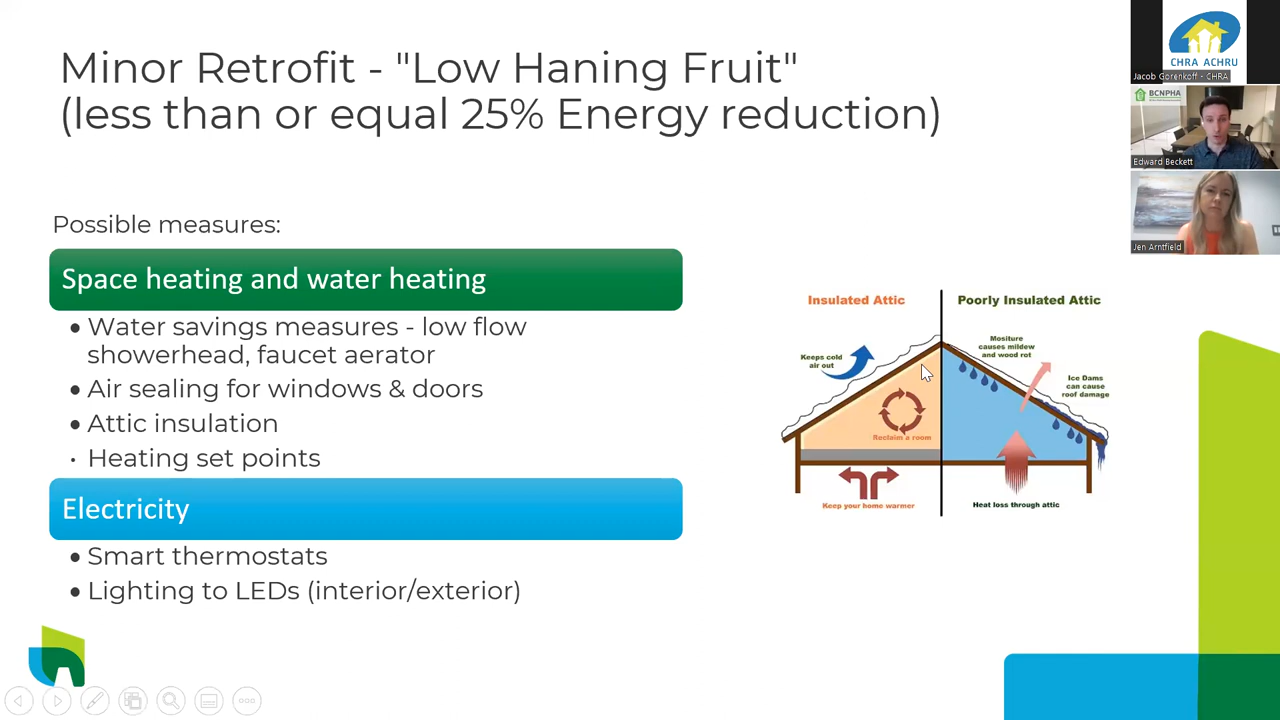 Minor Retrofit - "Low Haning Fruit"
(less than or equal 25% Energy reduction)
Possible measures:
Space heating and water heating
• Water savings measures - low flow
showerhead, faucet aerator
• Air sealing for windows & doors
• Attic insulation
• Heating set points
Electricity
• Smart thermostats
• Lighting to LEDs (interior/exterior)
Insulated Attic
Poorly Insulated Attic
Keeps cold
air out
Reclaim a room
Keep your home warmer
Mositure
causes mildew
and wood rot
Ice Dams
can cause
roof damage
Heat loss through attic
CHRA ACHRU
Jacob Gorenkoff - CHRA
BCNPHA
Edward Beckett
Jen Arntfield